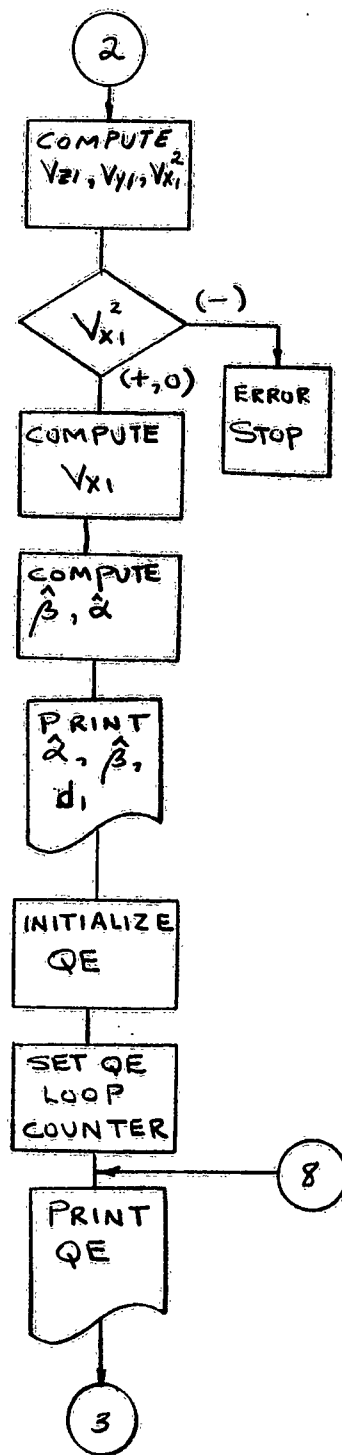 2
COMPUTE
Vz1, Vy1, Vx1²
Vx1²
(-)
(+,0)
ERROR
STOP
COMPUTE
Vx1
COMPUTE
β̂, α̂
PRINT
α̂, β̂,
d1
INITIALIZE
QE
SET QE
LOOP
COUNTER
8
PRINT
QE
3